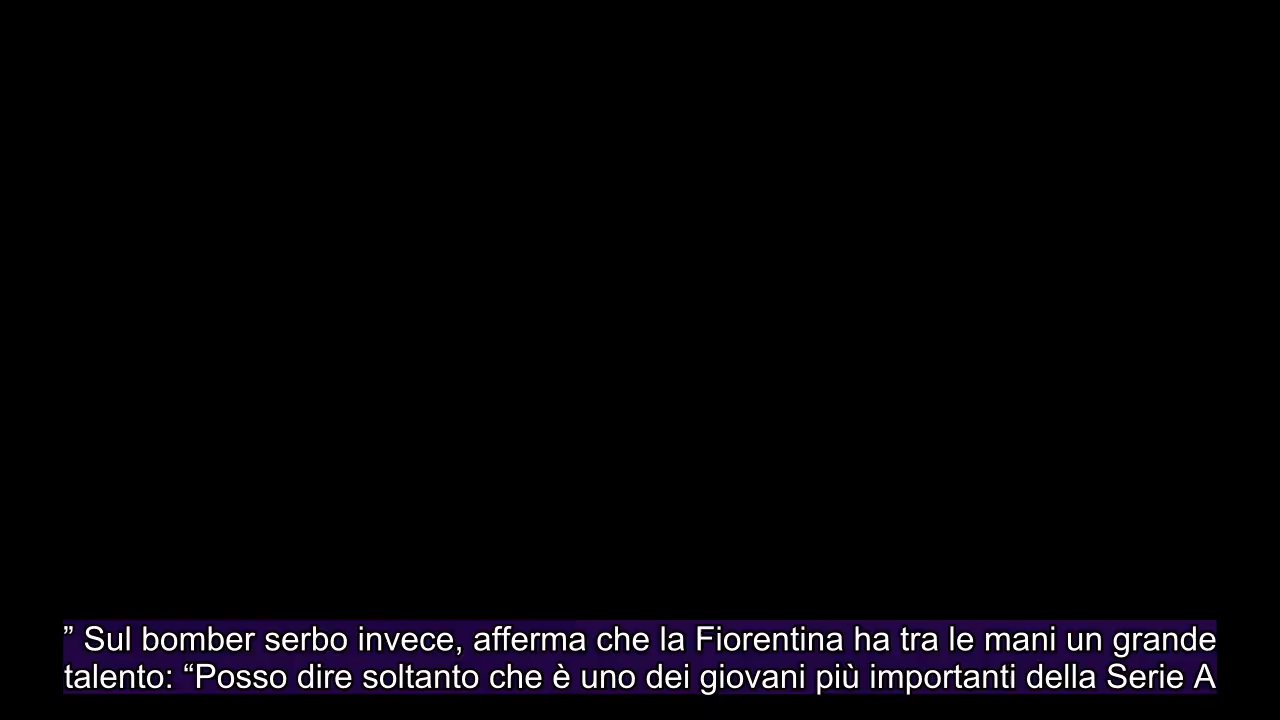 ” Sul bomber serbo invece, afferma che la Fiorentina ha tra le mani un grande
talento: “Posso dire soltanto che è uno dei giovani più importanti della Serie A